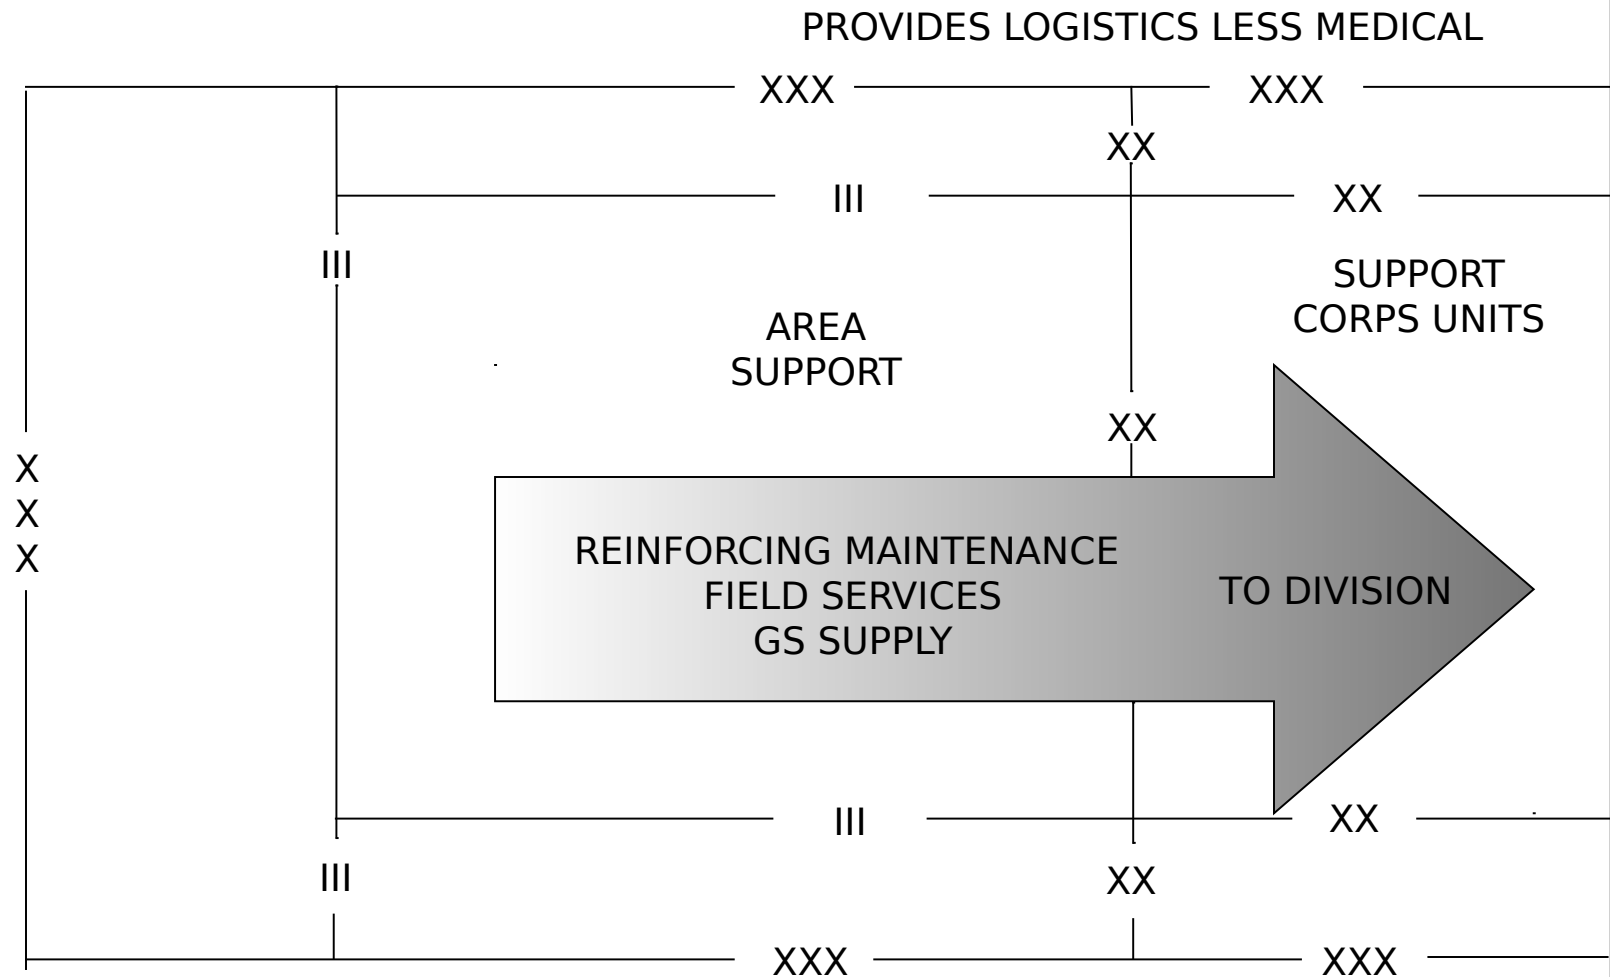 PROVIDES LOGISTICS LESS MEDICAL
XXX
XXX
XX
III
XX
III
SUPPORT
CORPS UNITS
AREA
SUPPORT
XX
X
X
X
REINFORCING MAINTENANCE
FIELD SERVICES
GS SUPPLY
TO DIVISION
III
XX
III
XX
XXX
XXX